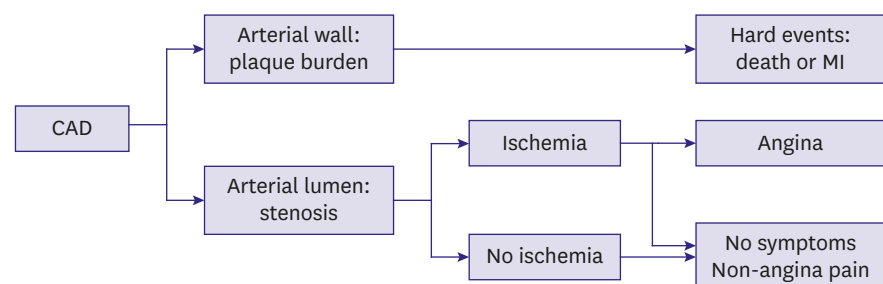 Arterial wall:
plaque burden
Hard events:
death or MI
CAD
Ischemia
Angina
Arterial lumen:
stenosis
No ischemia
No symptoms
Non-angina pain